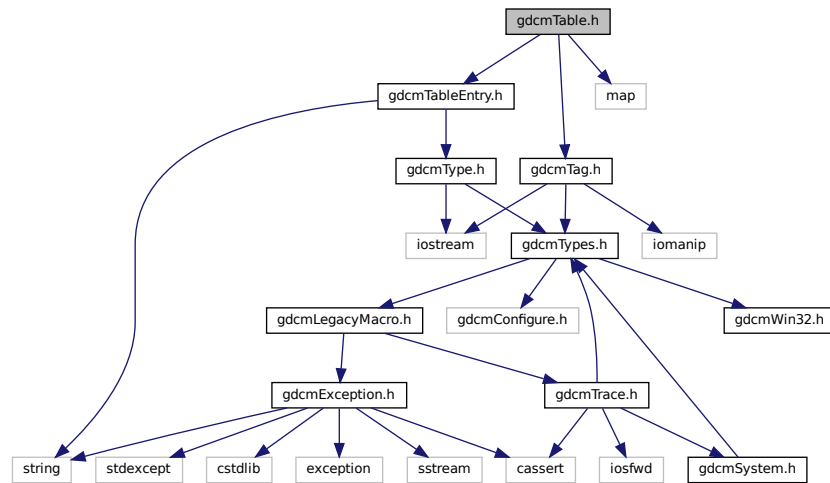 gdcmTable.h
gdcmTableEntry.h
map
gdcmType.h
gdcmTag.h
iostream
gdcmTypes.h
iomanip
gdcmLegacyMacro.h
gdcmConfigure.h
gdcmWin32.h
gdcmException.h
gdcmTrace.h
string
stdexcept
cstdlib
exception
sstream
cassert
iosfwd
gdcmSystem.h